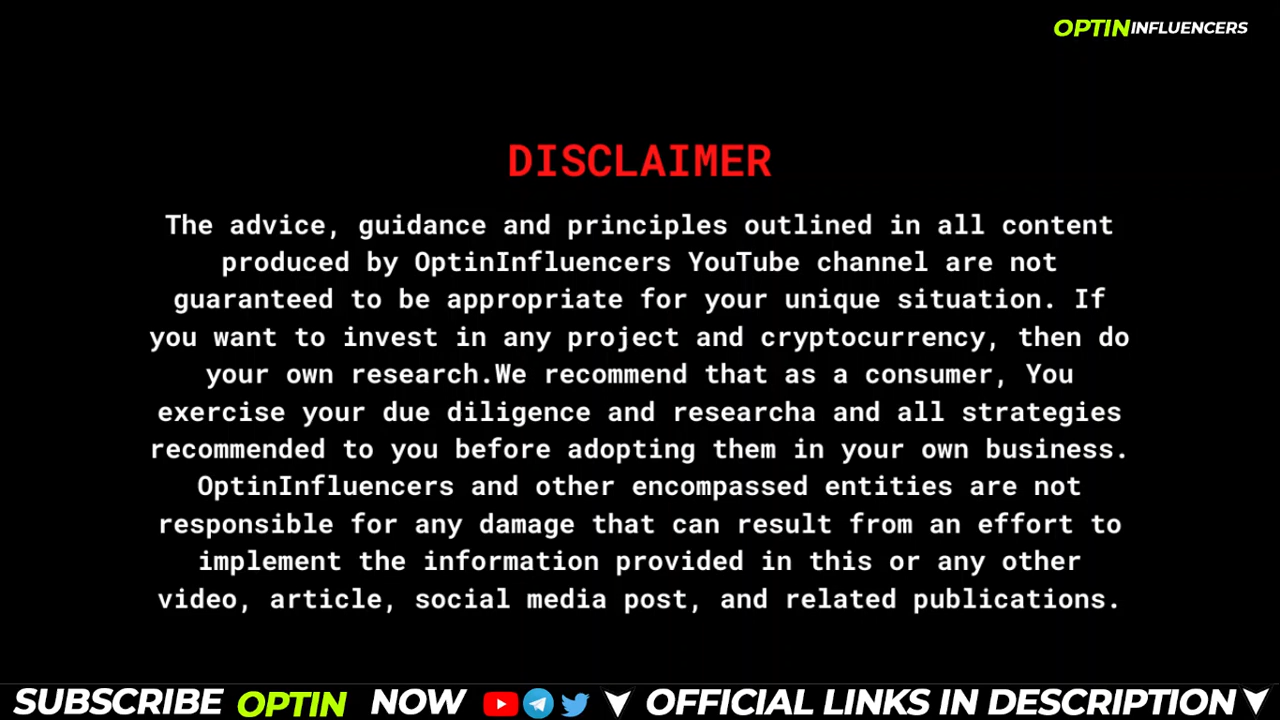 OPTININFLUENCERS
DISCLAIMER
The advice, guidance and principles outlined in all content
produced by OptinInfluencers YouTube channel are not
guaranteed to be appropriate for your unique situation. If
you want to invest in any project and cryptocurrency, then do
your own research.We recommend that as a consumer, You
exercise your due diligence and researcha and all strategies
recommended to you before adopting them in your own business.
OptinInfluencers and other encompassed entities are not
responsible for any damage that can result from an effort to
implement the information provided in this or any other
video, article, social media post, and related publications.
SUBSCRIBE OPTIN NOW OFFICIAL LINKS IN DESCRIPTION